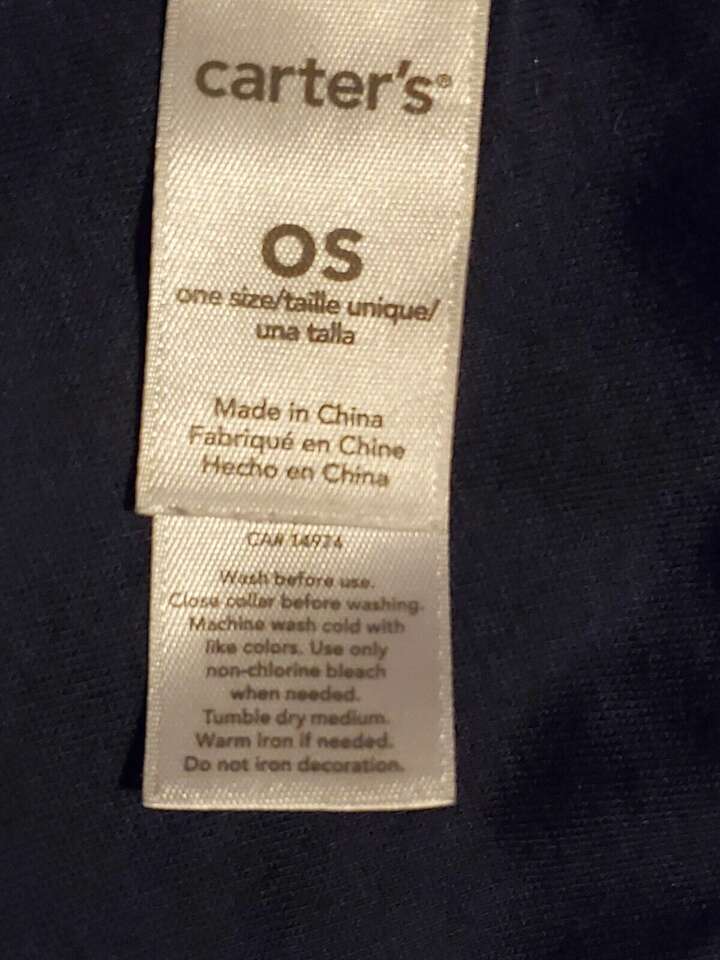 carter's®
OS
one size/taille unique/
una talla
Made in China
Fabriqué en Chine
Hecho en China
CA# 14974
Wash before use.
Close collar before washing.
Machine wash cold with
like colors. Use only
non-chlorine bleach
when needed.
Tumble dry medium.
Warm iron if needed.
Do not iron decoration.